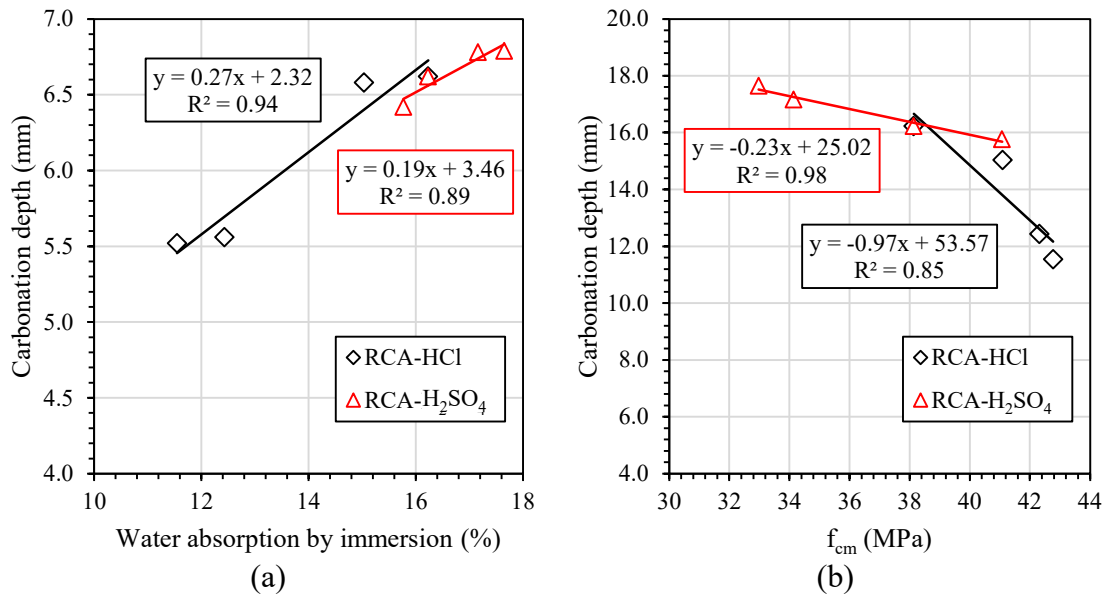 7.0
6.5
6.0
5.5
5.0
4.5
4.0
Carbonation depth (mm)
y = 0.27x + 2.32
R² = 0.94
y = 0.19x + 3.46
R² = 0.89
RCA-HCl
RCA-H₂SO₄
10 12 14 16 18
Water absorption by immersion (%)
(a)
20.0
18.0
16.0
14.0
12.0
10.0
8.0
6.0
4.0
Carbonation depth (mm)
y = -0.23x + 25.02
R² = 0.98
y = -0.97x + 53.57
R² = 0.85
RCA-HCl
RCA-H₂SO₄
30 32 34 36 38 40 42 44
f_cm (MPa)
(b)